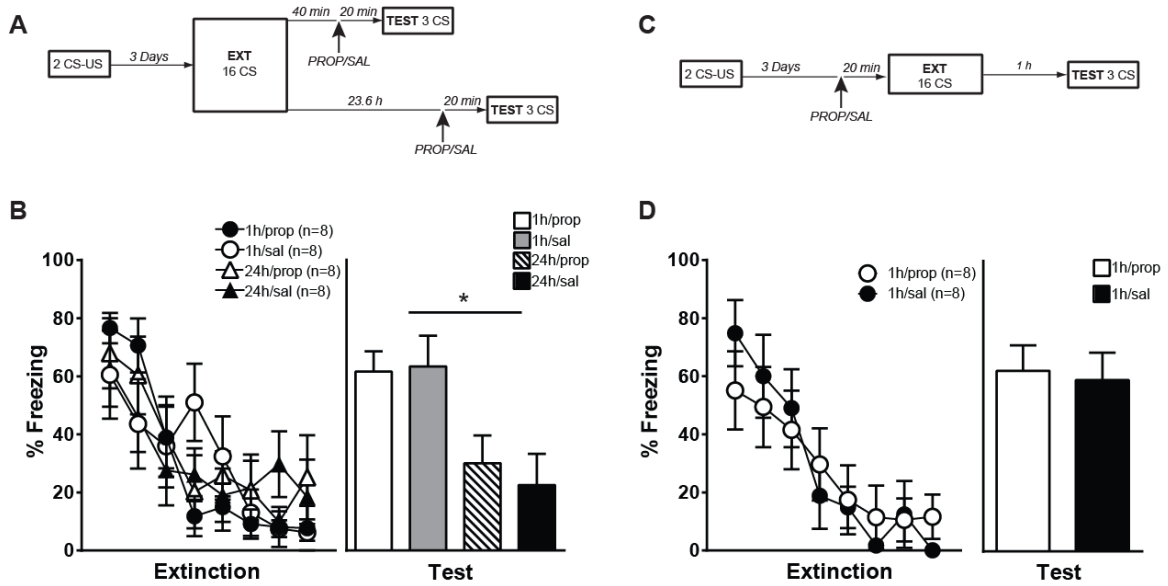 A
2 CS-US
3 Days
EXT
16 CS
40 min
20 min
PROP/SAL
TEST 3 CS
23.6 h
20 min
PROP/SAL
TEST 3 CS
B
1h/prop (n=8)
1h/sal (n=8)
24h/prop (n=8)
24h/sal (n=8)
1h/prop
1h/sal
24h/prop
24h/sal
*
% Freezing
100
80
60
40
20
0
Extinction
Test
C
2 CS-US
3 Days
20 min
PROP/SAL
EXT
16 CS
1 h
TEST 3 CS
D
1h/prop (n=8)
1h/sal (n=8)
1h/prop
1h/sal
% Freezing
100
80
60
40
20
0
Extinction
Test